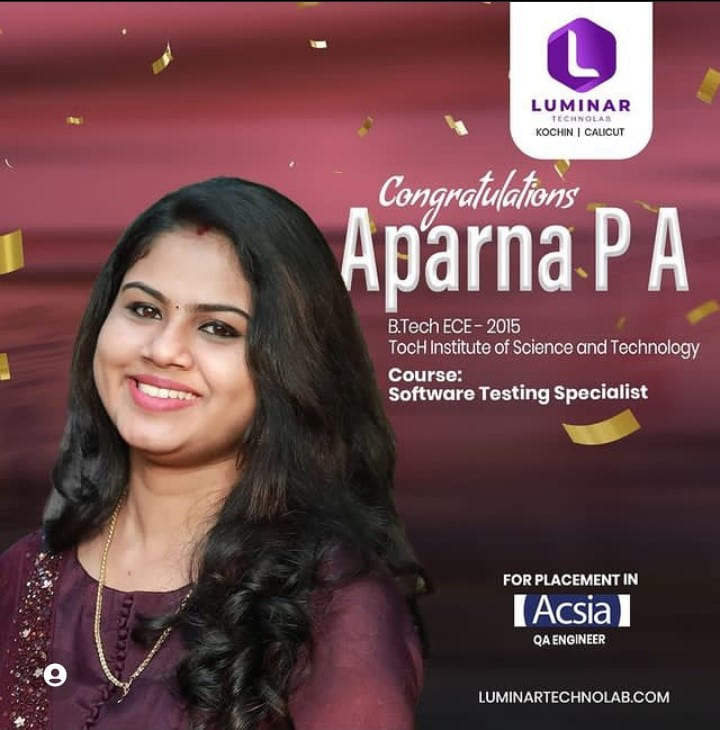 LUMINAR
TECHNOLAB
KOCHIN | CALICUT
Congratulations
Aparna P A
B.Tech ECE - 2015
TocH Institute of Science and Technology
Course:
Software Testing Specialist
FOR PLACEMENT IN
Acsia
QA ENGINEER
LUMINARTECHNOLAB.COM